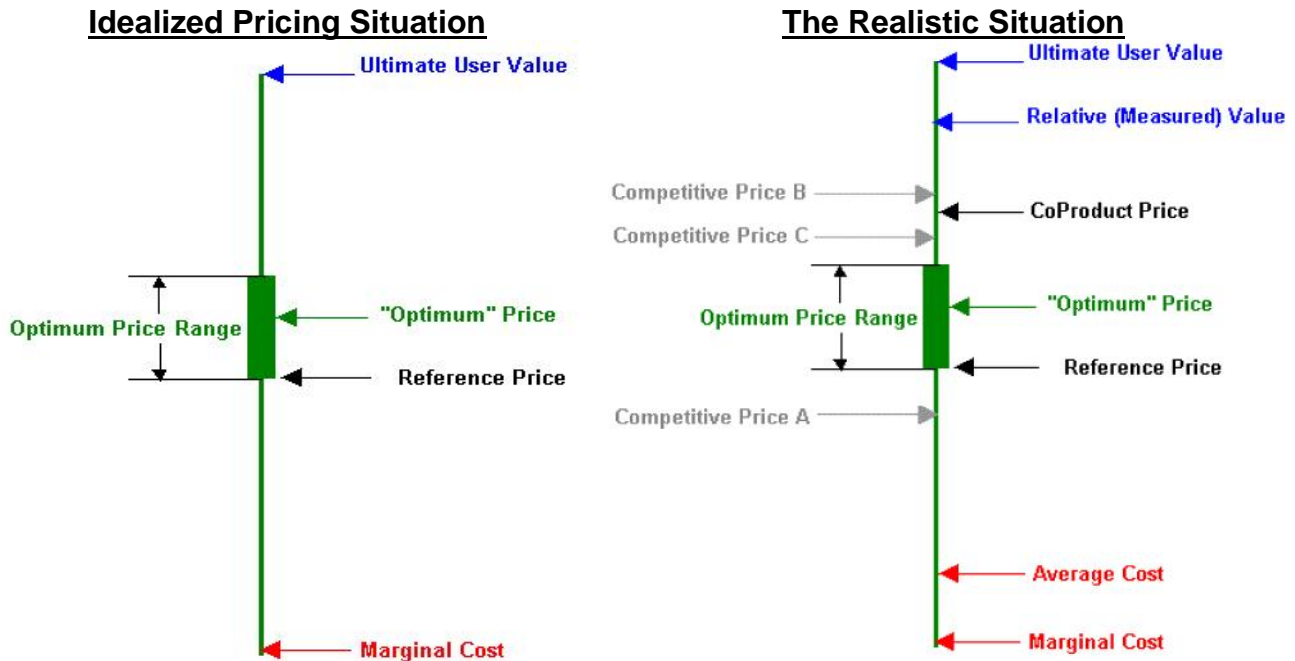 Idealized Pricing Situation
Ultimate User Value
Optimum Price Range
"Optimum" Price
Reference Price
Marginal Cost
The Realistic Situation
Ultimate User Value
Relative (Measured) Value
Competitive Price B
CoProduct Price
Competitive Price C
Optimum Price Range
"Optimum" Price
Reference Price
Competitive Price A
Average Cost
Marginal Cost